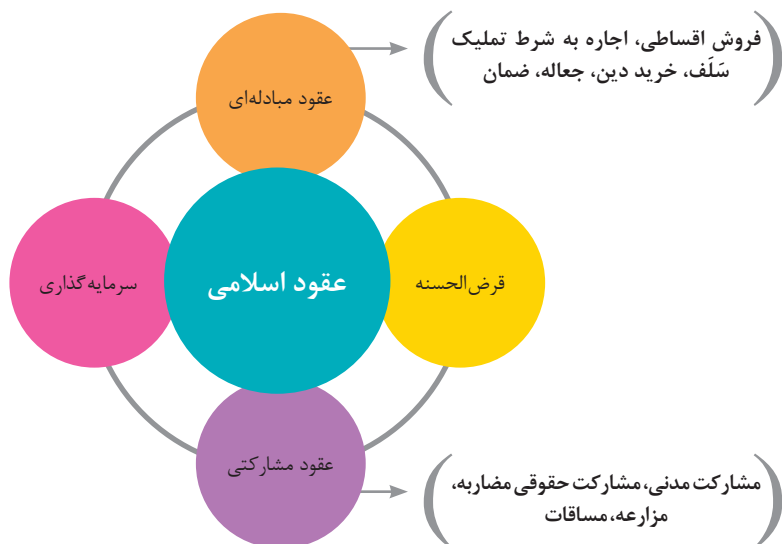 فروش اقساطی، اجاره به شرط تملیک
سَلَف، خرید دین، جعاله، ضمان
عقود مبادله‌ای
قرض‌الحسنه
عقود اسلامی
سرمایه‌گذاری
عقود مشارکتی
مشارکت مدنی، مشارکت حقوقی مضاربه،
مزارعه، مساقات